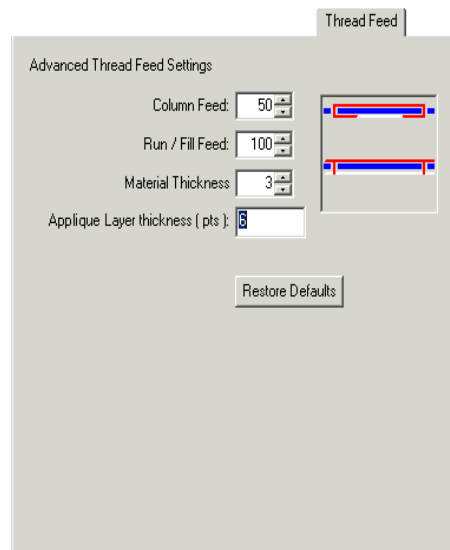 Thread Feed
Advanced Thread Feed Settings
Column Feed: 50
Run / Fill Feed: 100
Material Thickness 3
Applique Layer thickness ( pts ): 6
Restore Defaults